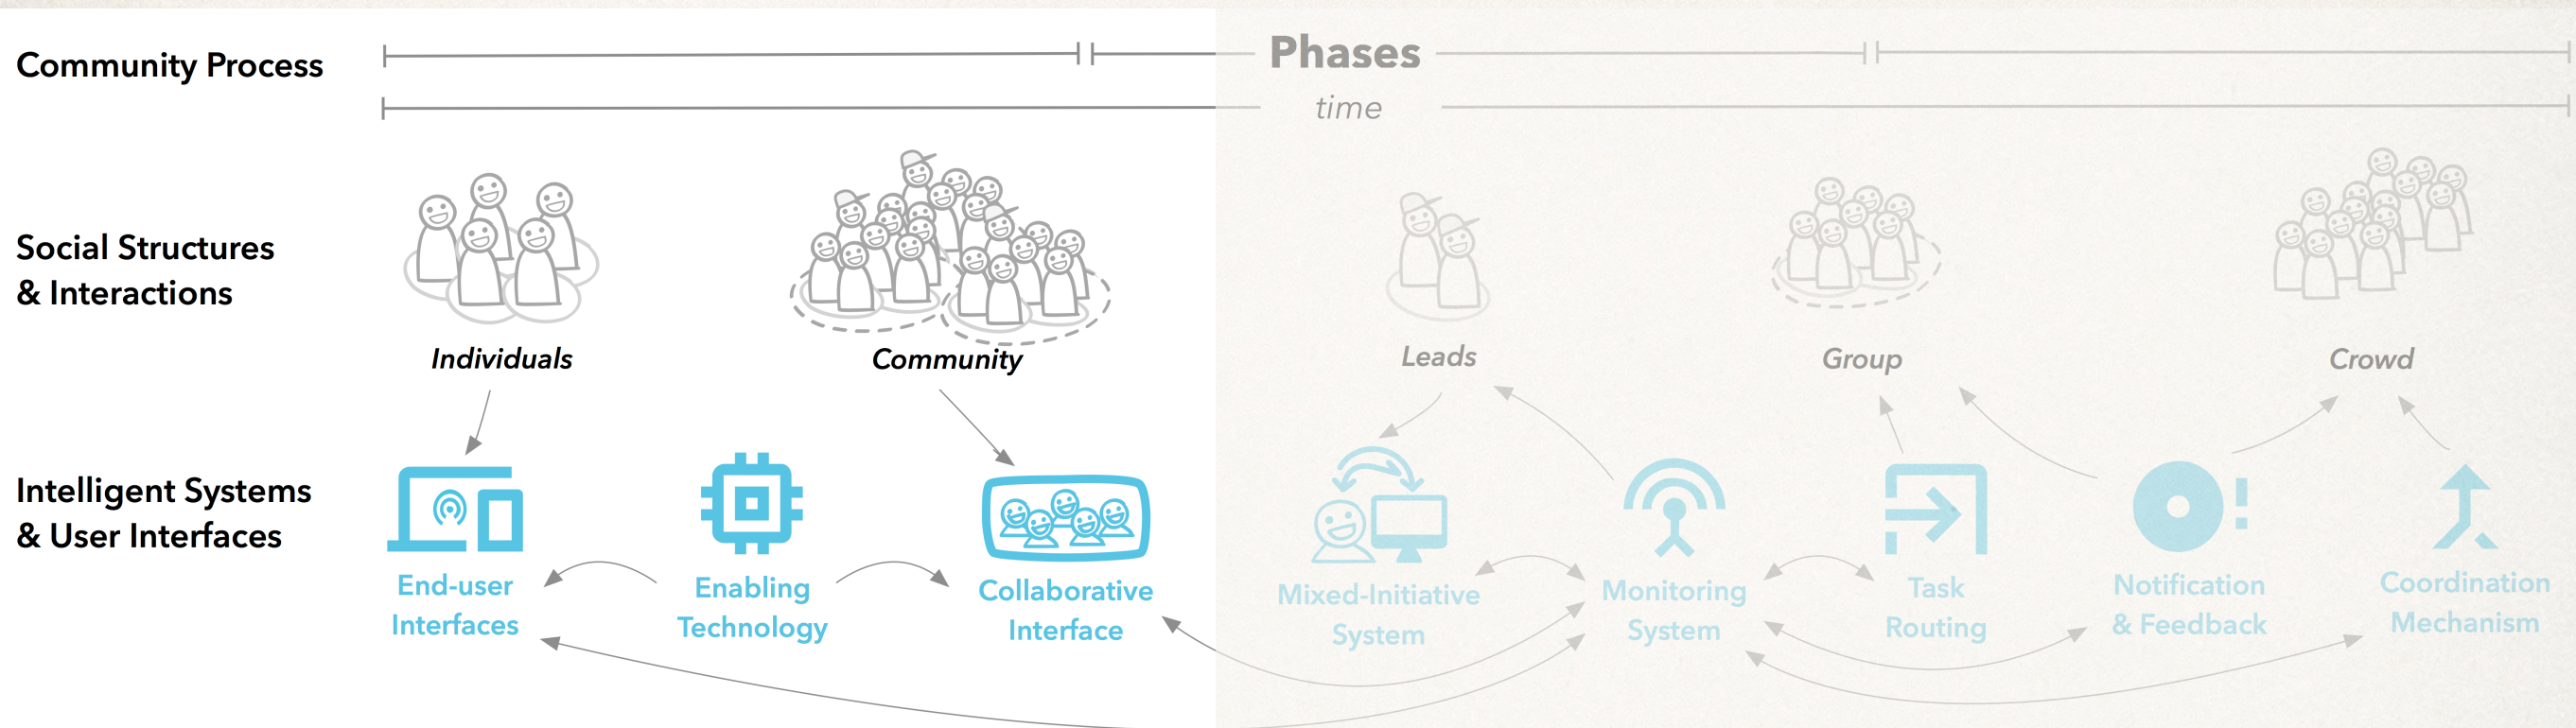 Community Process
Phases
time
Social Structures
& Interactions
Individuals
Community
Leads
Group
Crowd
Intelligent Systems
& User Interfaces
End-user
Interfaces
Enabling
Technology
Collaborative
Interface
Mixed-Initiative
System
Monitoring
System
Task
Routing
Notification
& Feedback
Coordination
Mechanism